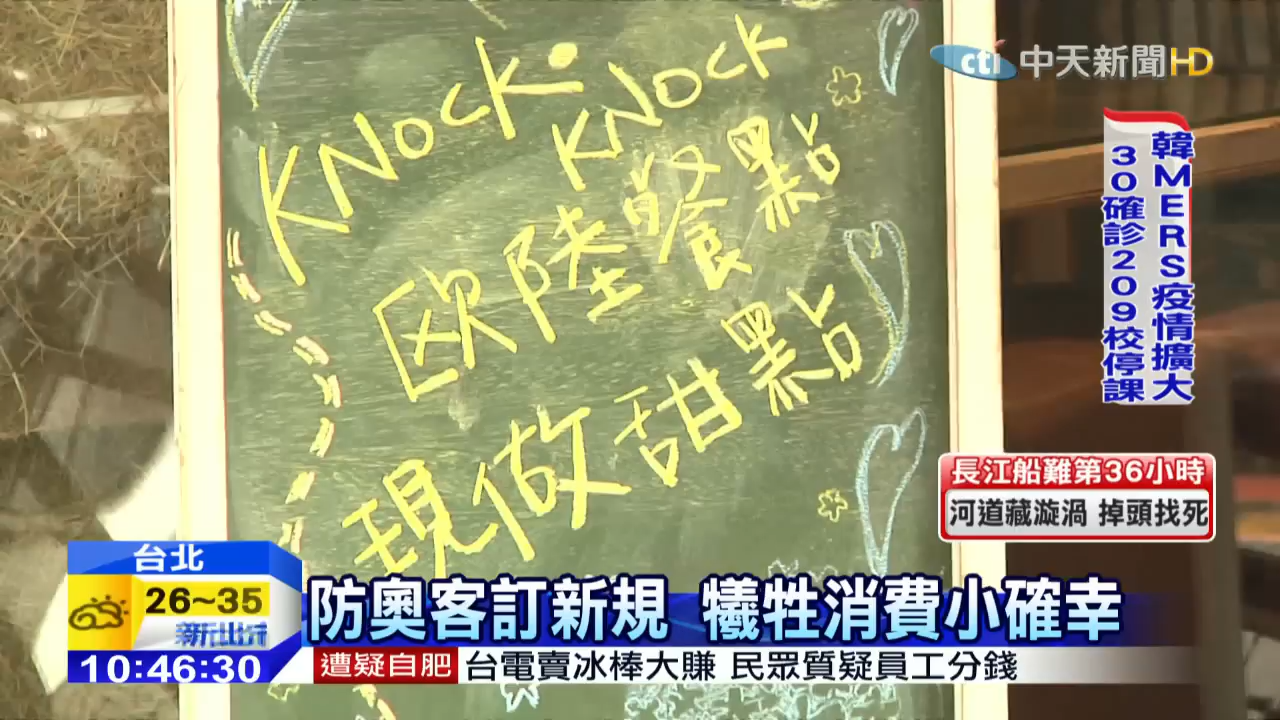 KNOCK. KNOCK
歐陸餐點
現做甜點
cti中天新聞HD
韓MERS疫情擴大
30確診209校停課
長江船難第36小時
河道藏漩渦 掉頭找死
台北
26~35
10:46:30
防奧客訂新規 犧牲消費小確幸
遭疑自肥 台電賣冰棒大賺 民眾質疑員工分錢